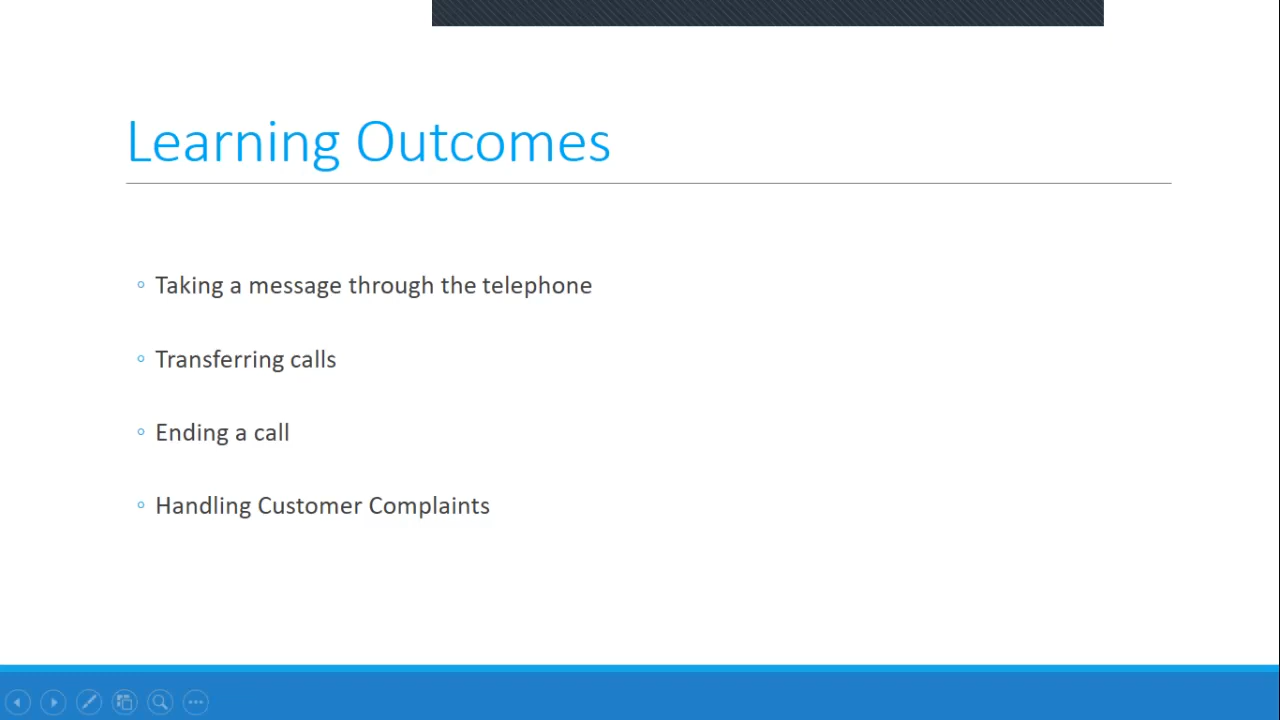 Learning Outcomes
Taking a message through the telephone
Transferring calls
Ending a call
Handling Customer Complaints